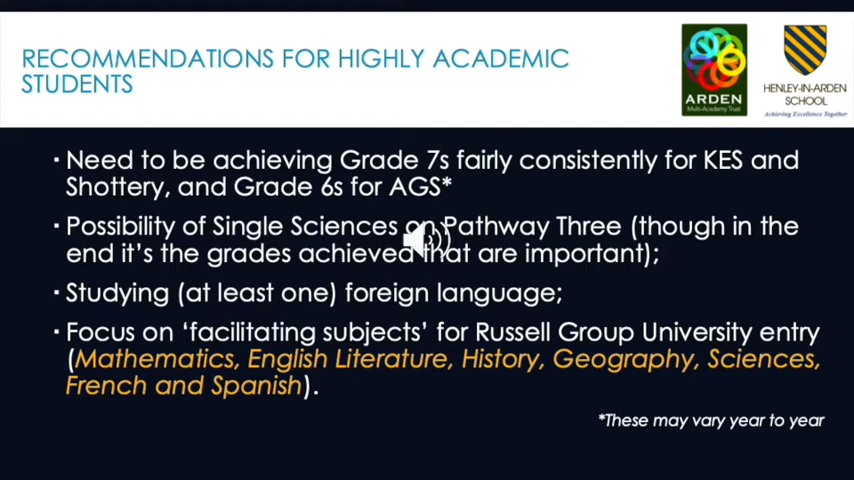 RECOMMENDATIONS FOR HIGHLY ACADEMIC
STUDENTS
ARDEN
Multi-Academy Trust
HENLEY-IN-ARDEN
SCHOOL
Achieving Excellence Together
▪ Need to be achieving Grade 7s fairly consistently for KES and
Shottery, and Grade 6s for AGS*
▪ Possibility of Single Sciences on Pathway Three (though in the
end it's the grades achieved that are important);
▪ Studying (at least one) foreign language;
▪ Focus on 'facilitating subjects' for Russell Group University entry
(Mathematics, English Literature, History, Geography, Sciences,
French and Spanish).
*These may vary year to year